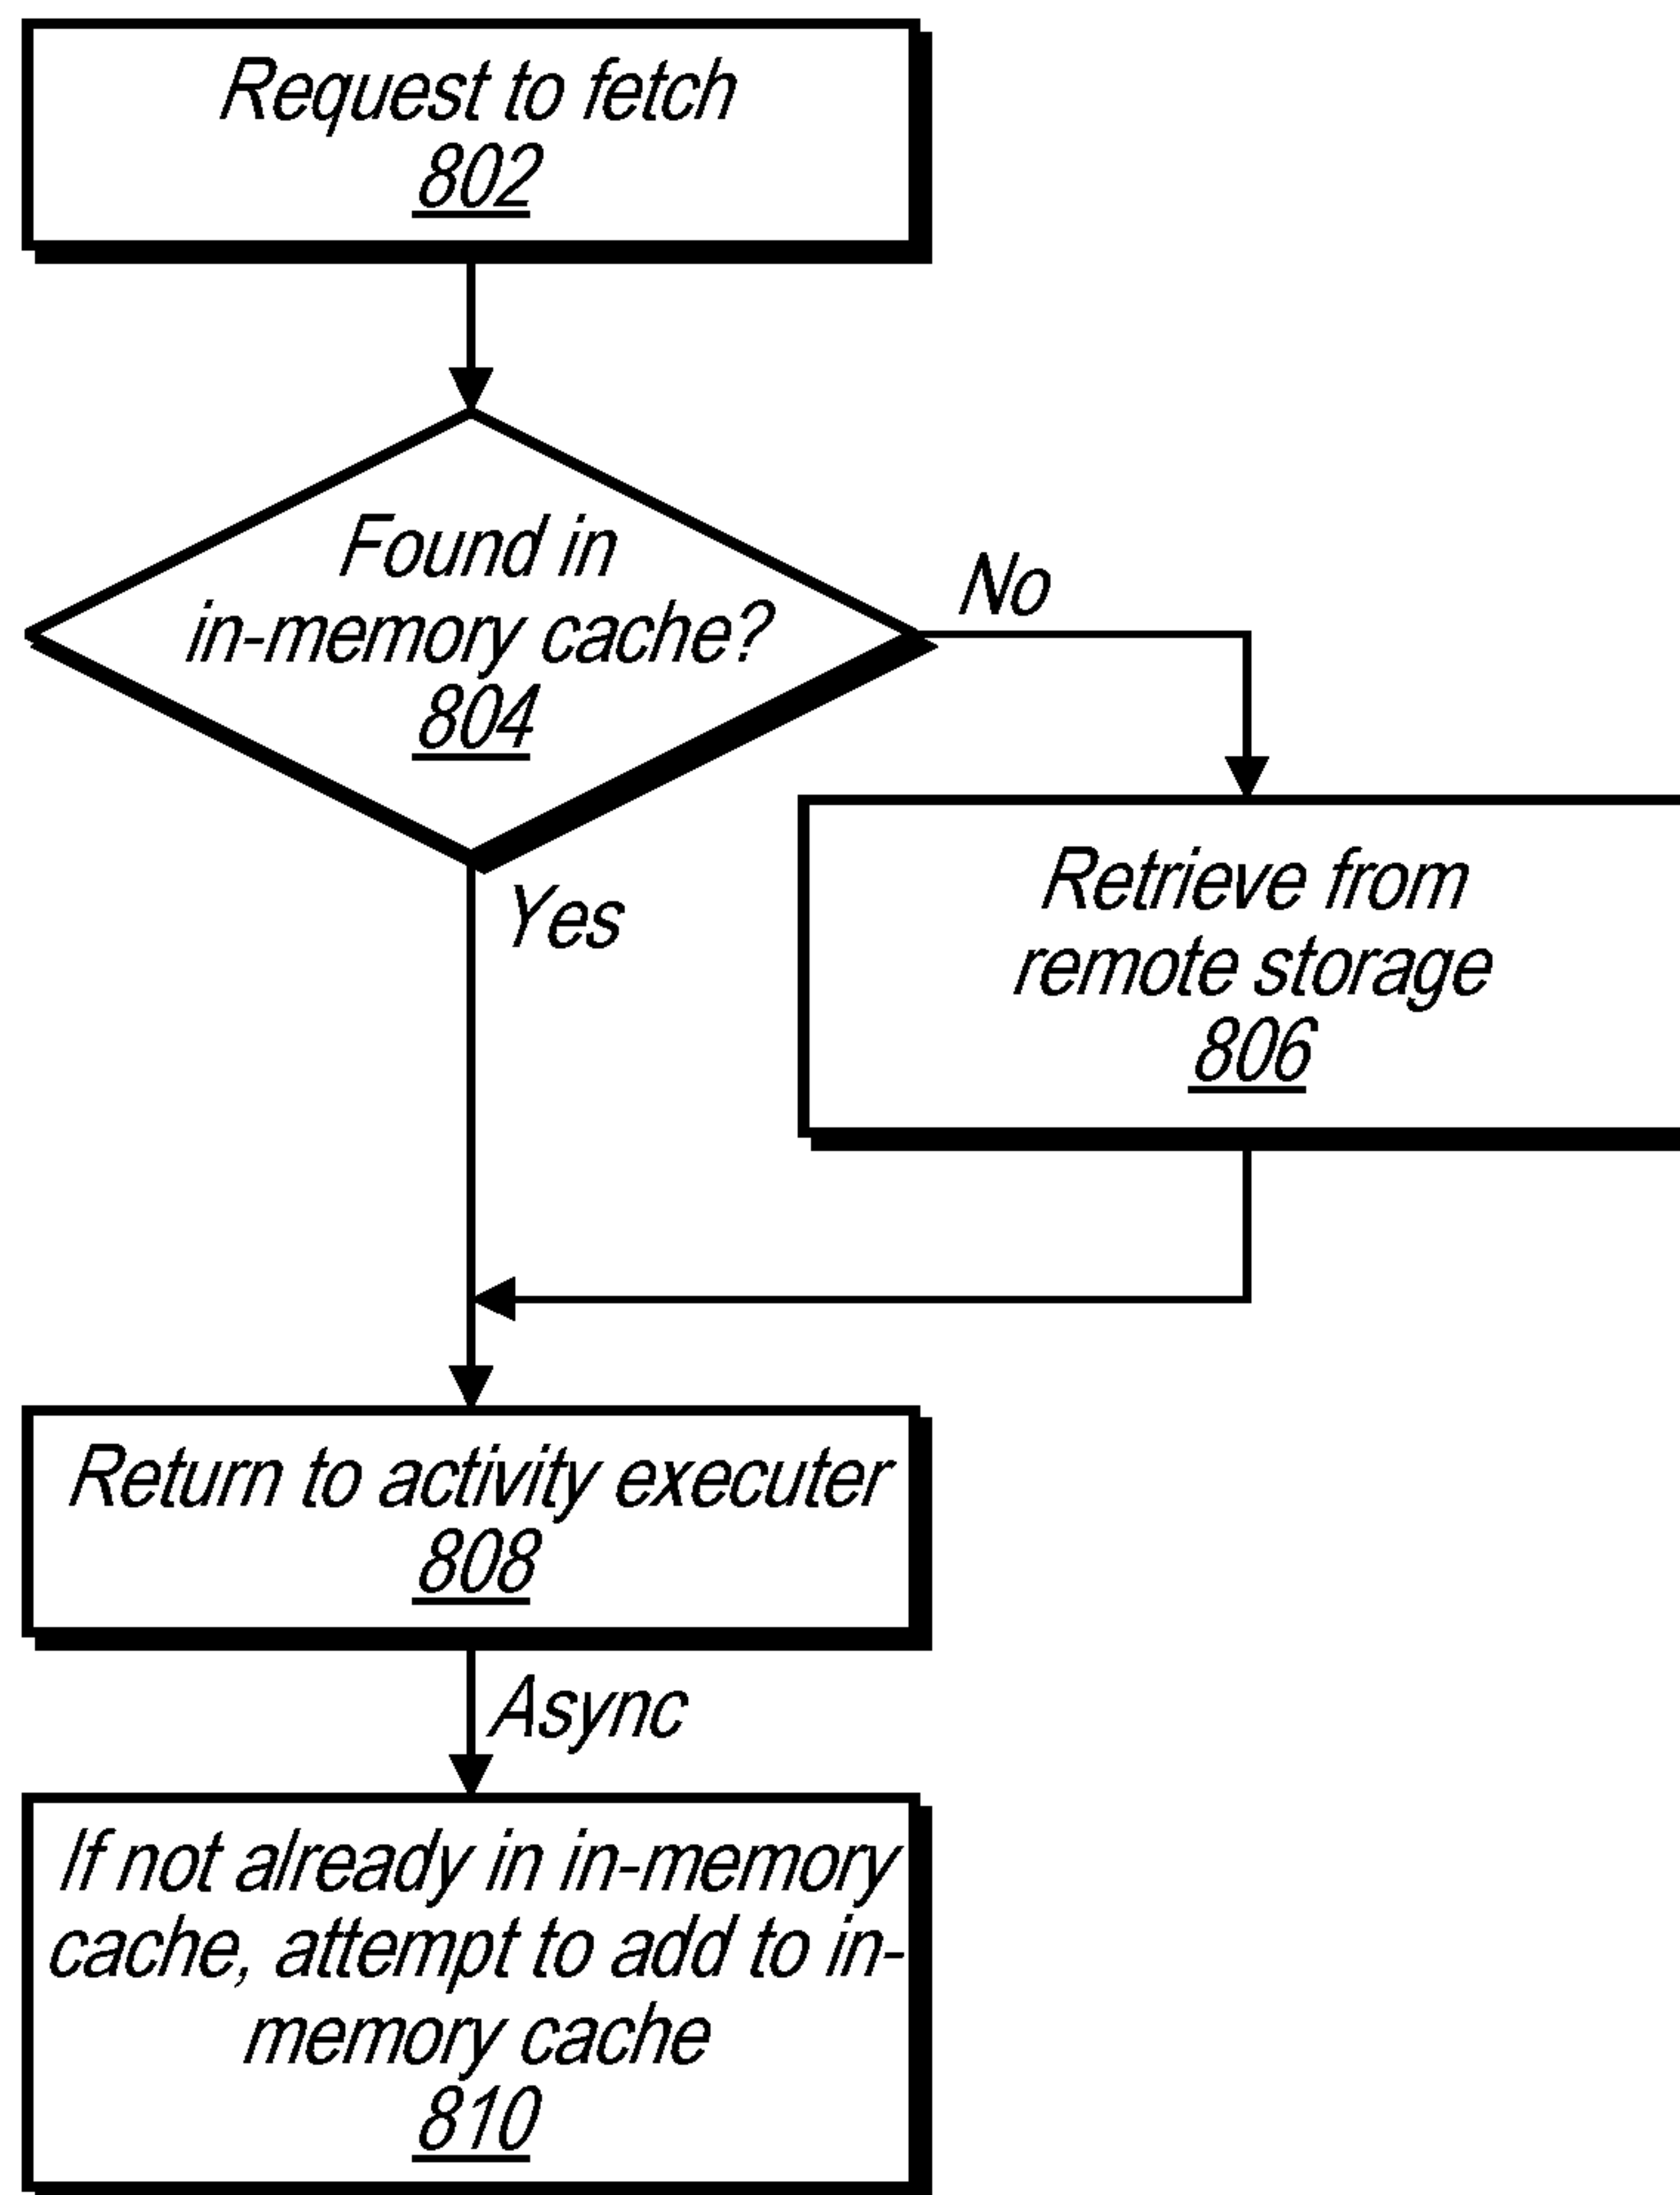 Request to fetch
802
Found in
in-memory cache?
804
No
Yes
Retrieve from
remote storage
806
Return to activity executer
808
Async
If not already in in-memory
cache, attempt to add to in-
memory cache
810